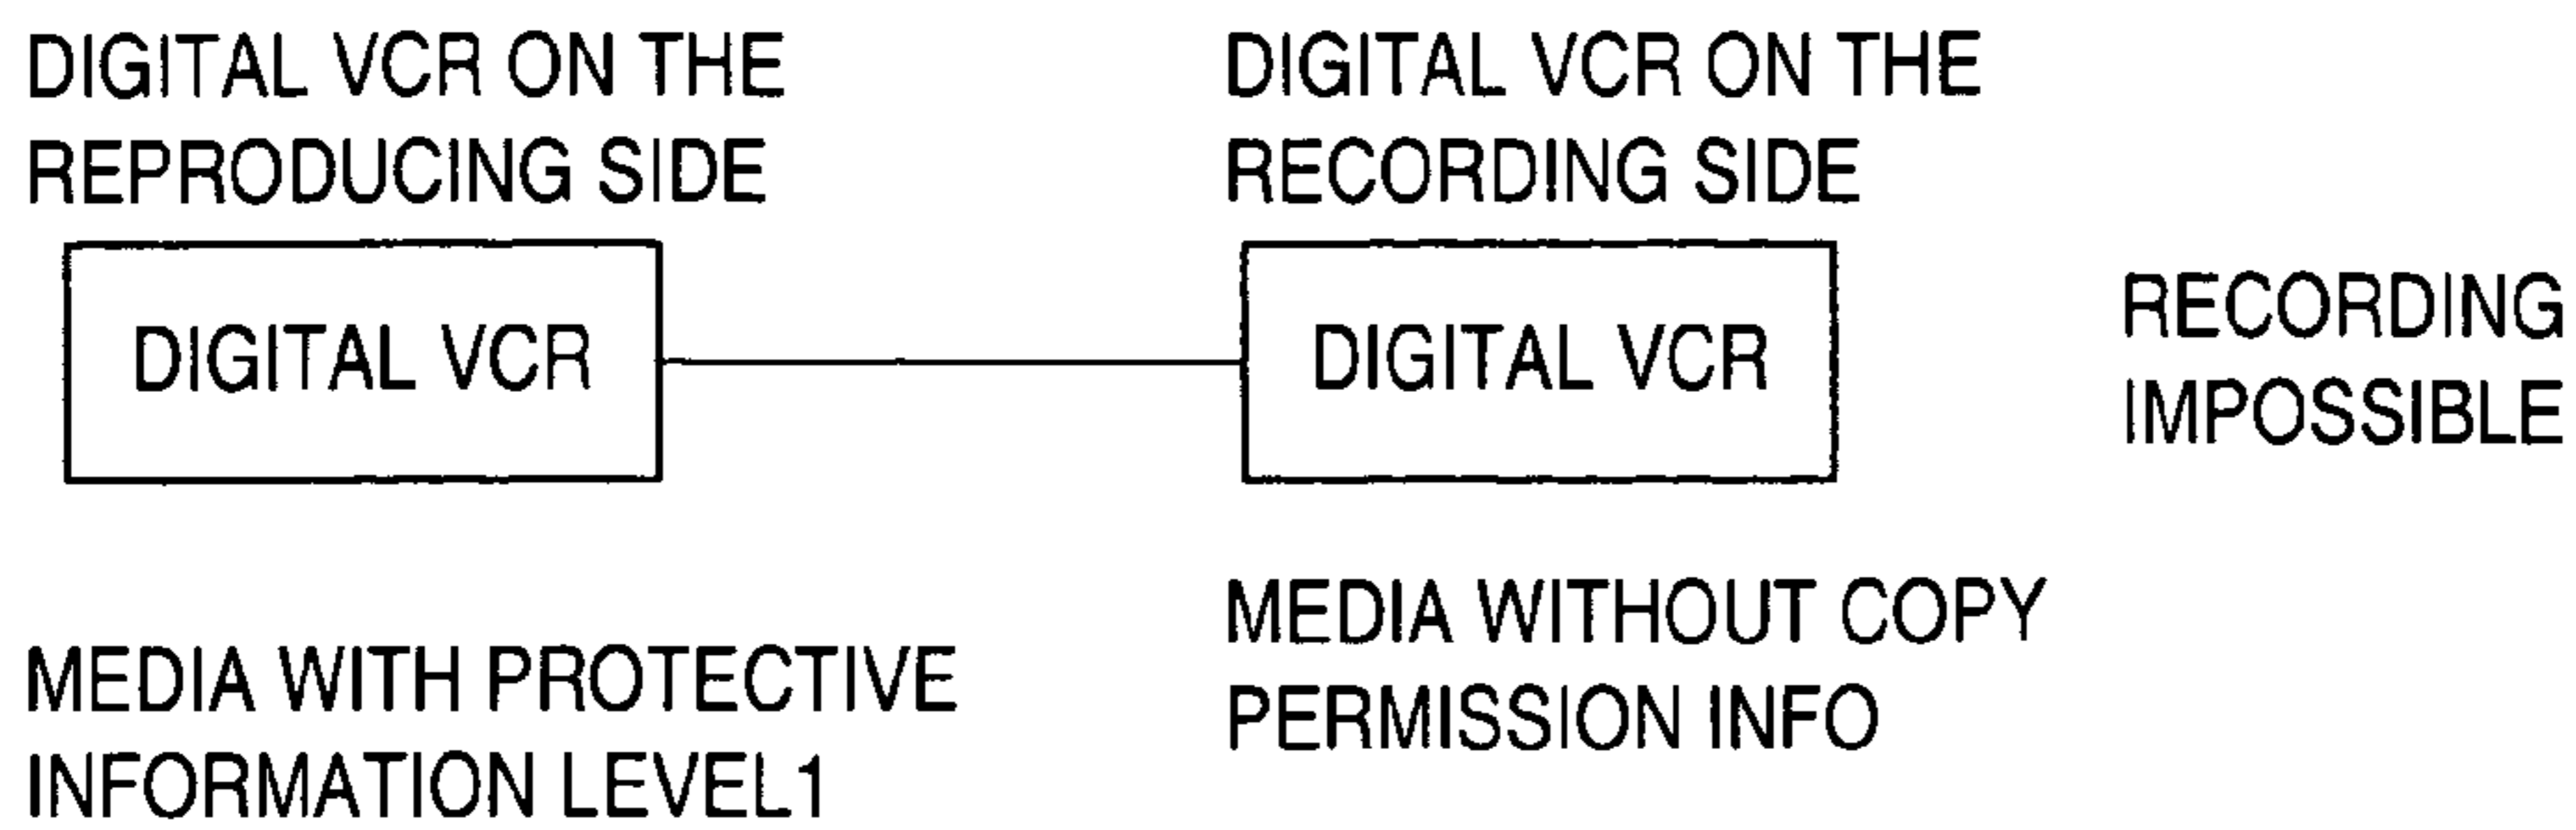 DIGITAL VCR ON THE
REPRODUCING SIDE
DIGITAL VCR ON THE
RECORDING SIDE
DIGITAL VCR
DIGITAL VCR
RECORDING
IMPOSSIBLE
MEDIA WITH PROTECTIVE
INFORMATION LEVEL1
MEDIA WITHOUT COPY
PERMISSION INFO